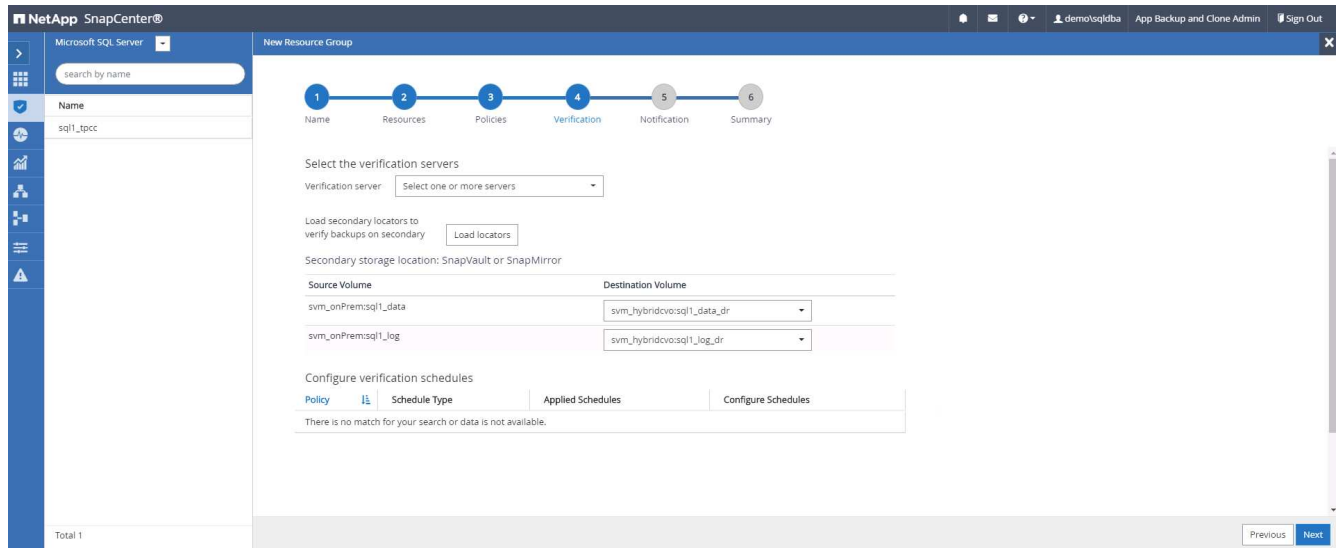 NetApp SnapCenter®
demo\sqldba App Backup and Clone Admin Sign Out
Microsoft SQL Server
search by name
Name
sql1_tpcc
Total 1
New Resource Group
1 2 3 4 5 6
Name Resources Policies Verification Notification Summary
Select the verification servers
Verification server Select one or more servers
Load secondary locators to
verify backups on secondary Load locators
Secondary storage location: SnapVault or SnapMirror
Source Volume Destination Volume
svm_onPrem:sql1_data svm_hybridcvo:sql1_data_dr
svm_onPrem:sql1_log svm_hybridcvo:sql1_log_dr
Configure verification schedules
Policy Schedule Type Applied Schedules Configure Schedules
There is no match for your search or data is not available.
Previous Next